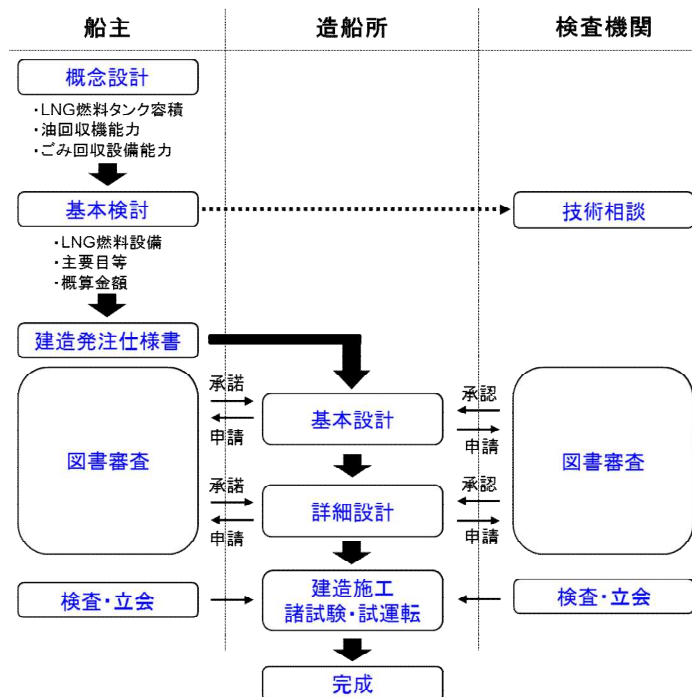 船主
造船所
検査機関
概念設計
・LNG燃料タンク容積
・油回収機能力
・ごみ回収設備能力
基本検討
技術相談
・LNG燃料設備
・主要目等
・概算金額
建造発注仕様書
図書審査
承諾
申請
基本設計
承認
申請
図書審査
承諾
申請
詳細設計
承認
申請
検査・立会
建造施工
諸試験・試運転
検査・立会
完成